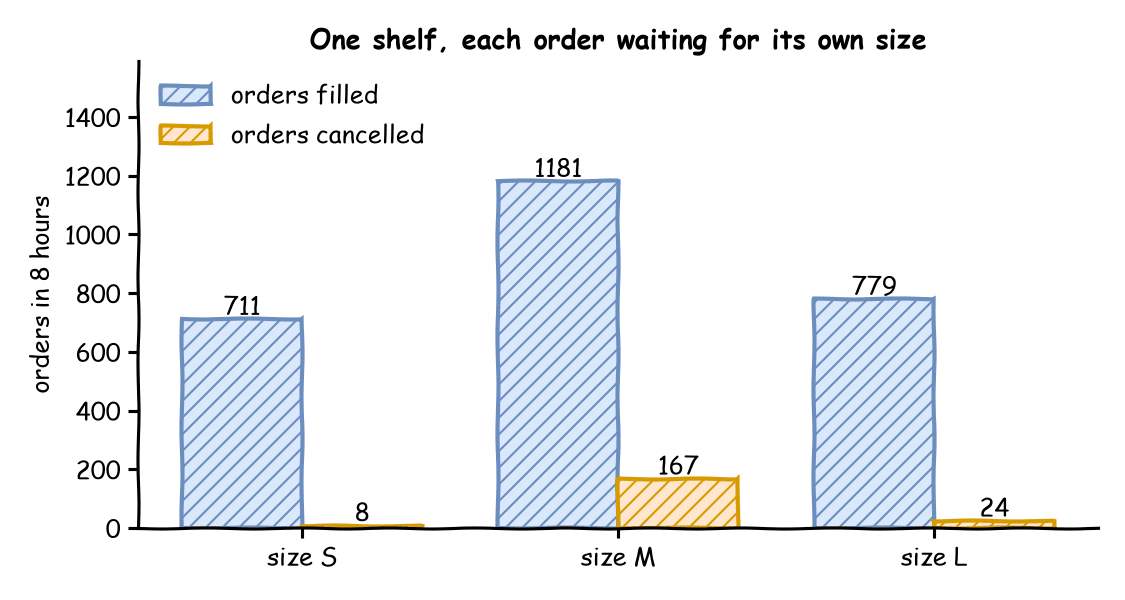 One shelf, each order waiting for its own size
orders filled
orders cancelled
orders in 8 hours
1400
1200
1000
800
600
400
200
0
711
8
1181
167
779
24
size S
size M
size L